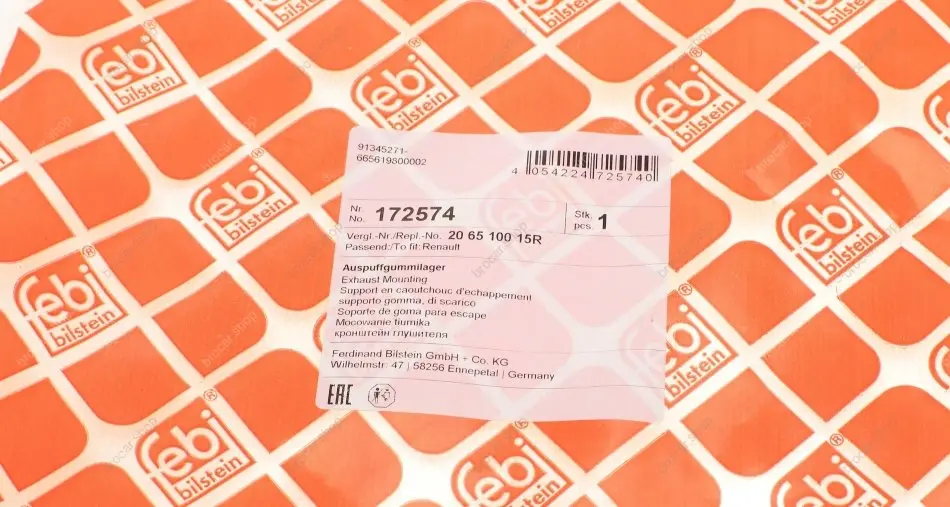 febi
bilstein
91345271-
665619800002
4 054224 725740
Nr.
No. 172574
Stk.
pcs. 1
Vergl.-Nr./Repl.-No. 20 65 100 15R
Passend:/To fit: Renault
Auspuffgummilager
Exhaust Mounting
Support en caoutchouc d'echappement
supporto gomma, di scarico
Soporte de goma para escape
Mocowanie tłumika
кронштейн глушителя
Ferdinand Bilstein GmbH + Co. KG
Wilhelmstr. 47 | 58256 Ennepetal | Germany
EAC